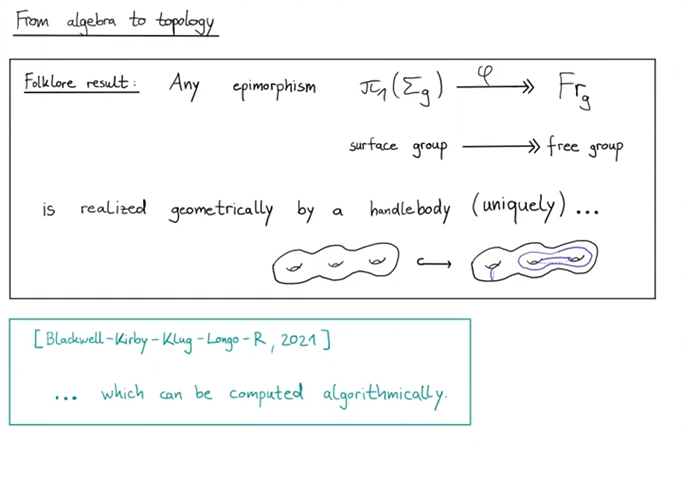 From algebra to topology
Folklore result: Any epimorphism π₁(Σg) —φ↠ Frg
surface group ↠ free group
is realized geometrically by a handlebody (uniquely) ...
[Blackwell-Kirby-Klug-Longo-R, 2021]
... which can be computed algorithmically.